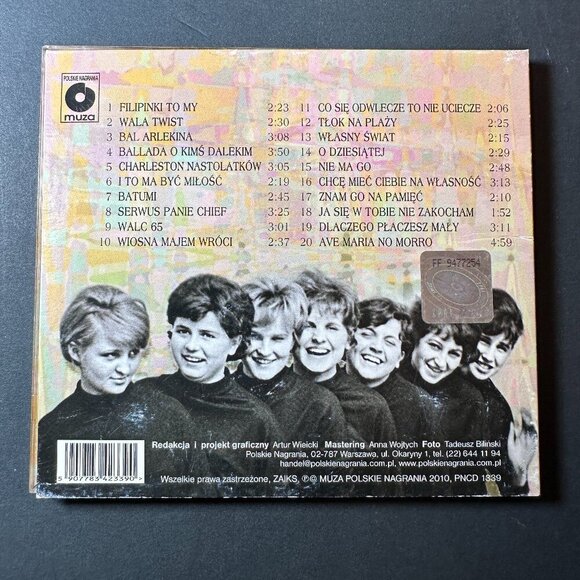 POLSKIE NAGRANIA
muza
1 FILIPINKI TO MY 2:23
2 WALA TWIST 2:30
3 BAL ARLEKINA 3:08
4 BALLADA O KIMŚ DALEKIM 3:50
5 CHARLESTON NASTOLATKÓW 2:38
6 I TO MA BYĆ MIŁOŚĆ 2:19
7 BATUMI 2:47
8 SERWUS PANIE CHIEF 3:25
9 WALC 65 3:01
10 WIOSNA MAJEM WRÓCI 2:37
11 CO SIĘ ODWLECZE TO NIE UCIECZE 2:06
12 TŁOK NA PLAŻY 2:25
13 WŁASNY ŚWIAT 2:15
14 O DZIESIĄTEJ 2:29
15 NIE MA GO 2:48
16 CHCĘ MIEĆ CIEBIE NA WŁASNOŚĆ 3:13
17 ZNAM GO NA PAMIĘĆ 2:10
18 JA SIĘ W TOBIE NIE ZAKOCHAM 1:52
19 DLACZEGO PŁACZESZ MAŁY 3:11
20 AVE MARIA NO MORRO 4:59
FF 9477254
Redakcja i projekt graficzny Artur Wieicki Mastering Anna Wojtych Foto Tadeusz Biliński
Polskie Nagrania, 02-787 Warszawa, ul. Okaryny 1, tel. (22) 644 11 94
handel@polskienagrania.com.pl, www.polskienagrania.com.pl
5 907783 423390>
Wszelkie prawa zastrzeżone, ZAIKS, ℗© MUZA POLSKIE NAGRANIA 2010, PNCD 1339